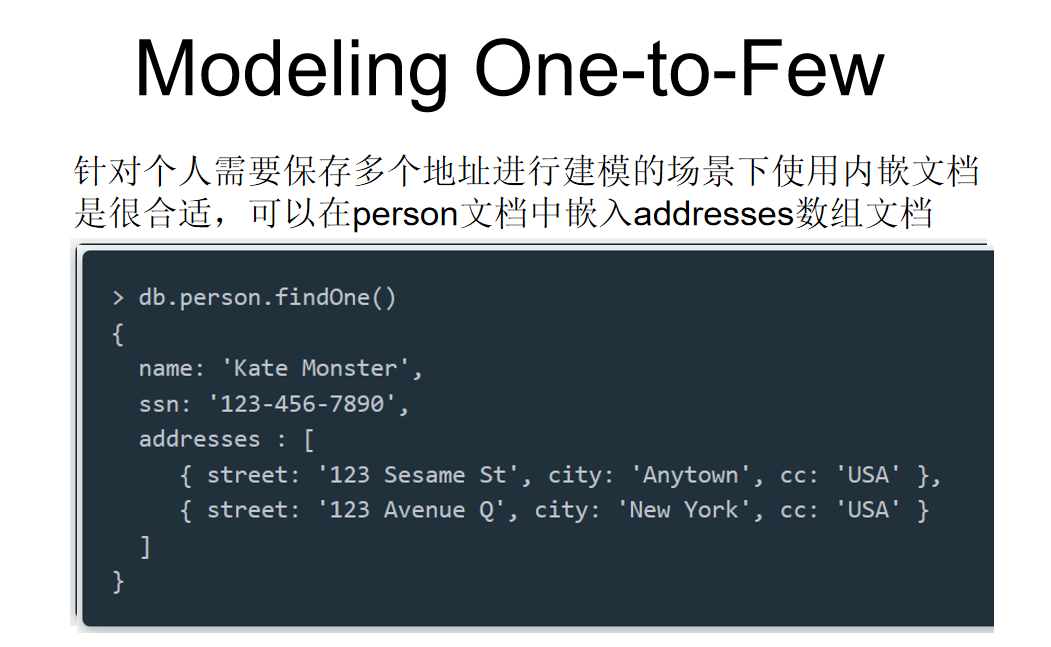 Modeling One-to-Few
针对个人需要保存多个地址进行建模的场景下使用内嵌文档
是很合适，可以在person文档中嵌入addresses数组文档
> db.person.findOne()
{
  name: 'Kate Monster',
  ssn: '123-456-7890',
  addresses : [
     { street: '123 Sesame St', city: 'Anytown', cc: 'USA' },
     { street: '123 Avenue Q', city: 'New York', cc: 'USA' }
  ]
}